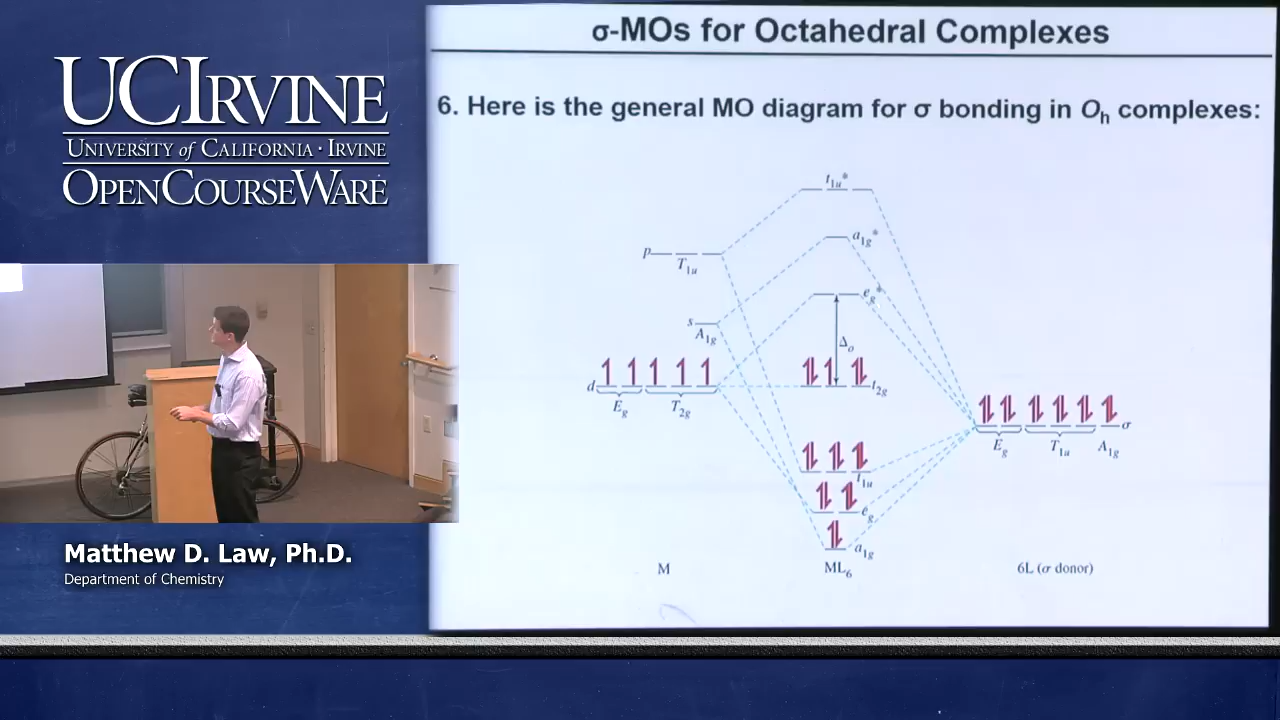 UCIRVINE
UNIVERSITY of CALIFORNIA · IRVINE
OPENCOURSEWARE
Matthew D. Law, Ph.D.
Department of Chemistry
σ-MOs for Octahedral Complexes
6. Here is the general MO diagram for σ bonding in Oh complexes:
t1u*
a1g*
p
T1u
eg*
s
A1g
Δo
d
t2g
Eg T2g
σ
Eg T1u A1g
t1u
eg
a1g
M ML6 6L (σ donor)